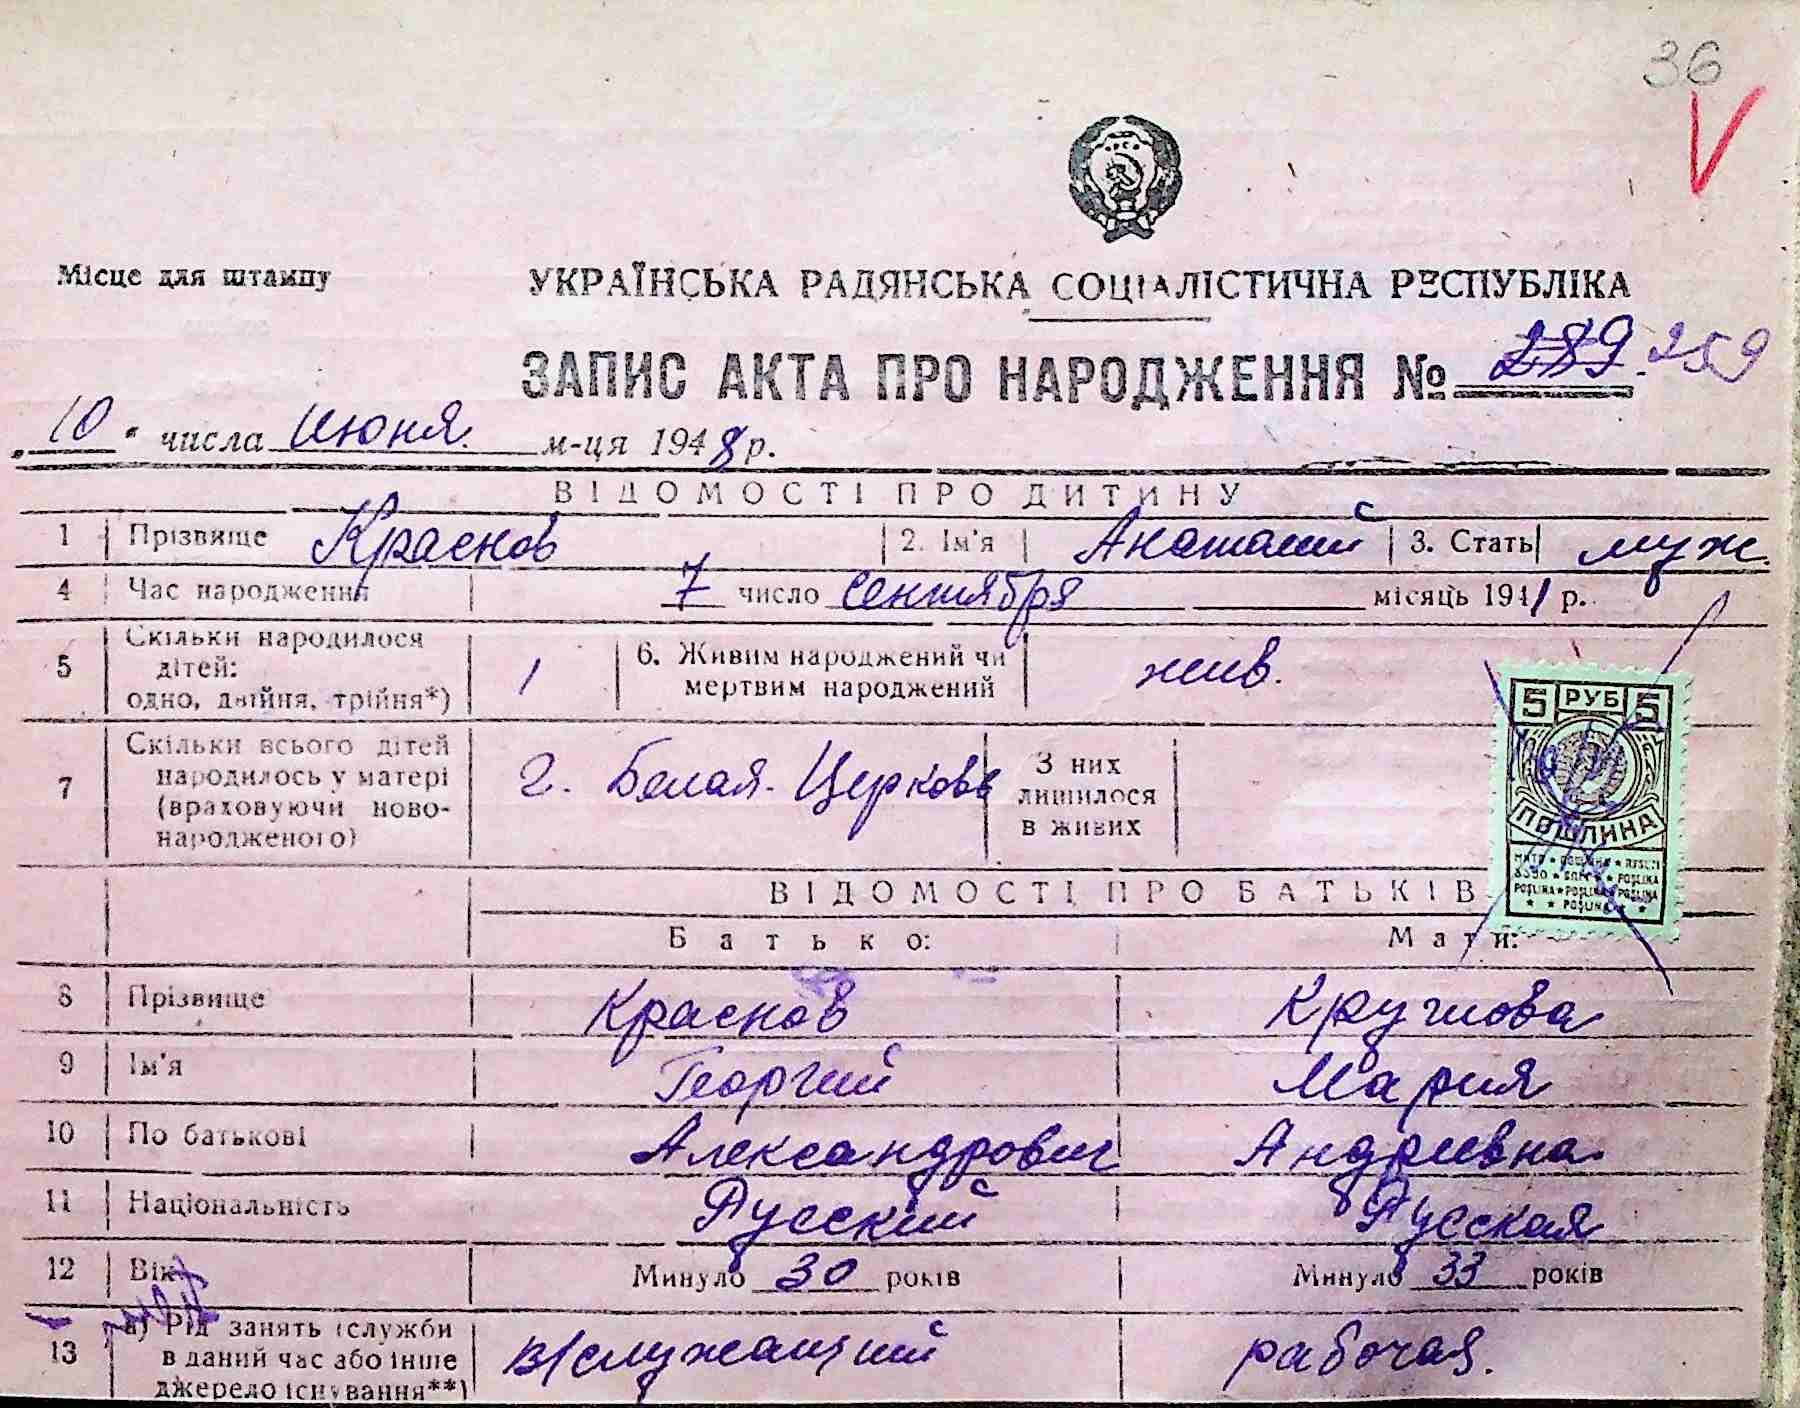 36
Місце для штампу
УКРАЇНСЬКА РАДЯНСЬКА СОЦІАЛІСТИЧНА РЕСПУБЛІКА
ЗАПИС АКТА ПРО НАРОДЖЕННЯ № 289. 259
„10“ числа июня. м-ця 1948 р.
ВІДОМОСТІ ПРО ДИТИНУ
1 Прізвище Краснов 2. Ім'я Анатолий 3. Стать муж.
4 Час народження 7 число сентября місяць 1941 р.
5 Скільки народилося дітей: одно, двійня, трійня*) 1 6. Живим народжений чи мертвим народжений жив.
7 Скільки всього дітей народилось у матері (враховуючи ново-народженого) г. Белая-Церковь З них лишилося в живих
5 РУБ 5
ПОШЛИНА
ВІДОМОСТІ ПРО БАТЬКІВ
Батько: Мати:
8 Прізвище Краснов
9 Ім'я Георгий Мария
10 По батькові Александрович Андреевна.
11 Національність Русский Русская
12 Вік Минуло 30 років Минуло 33 років
13 а) Рід занять (служби в даний час або інше джерело існування**) в/служащий рабочая.